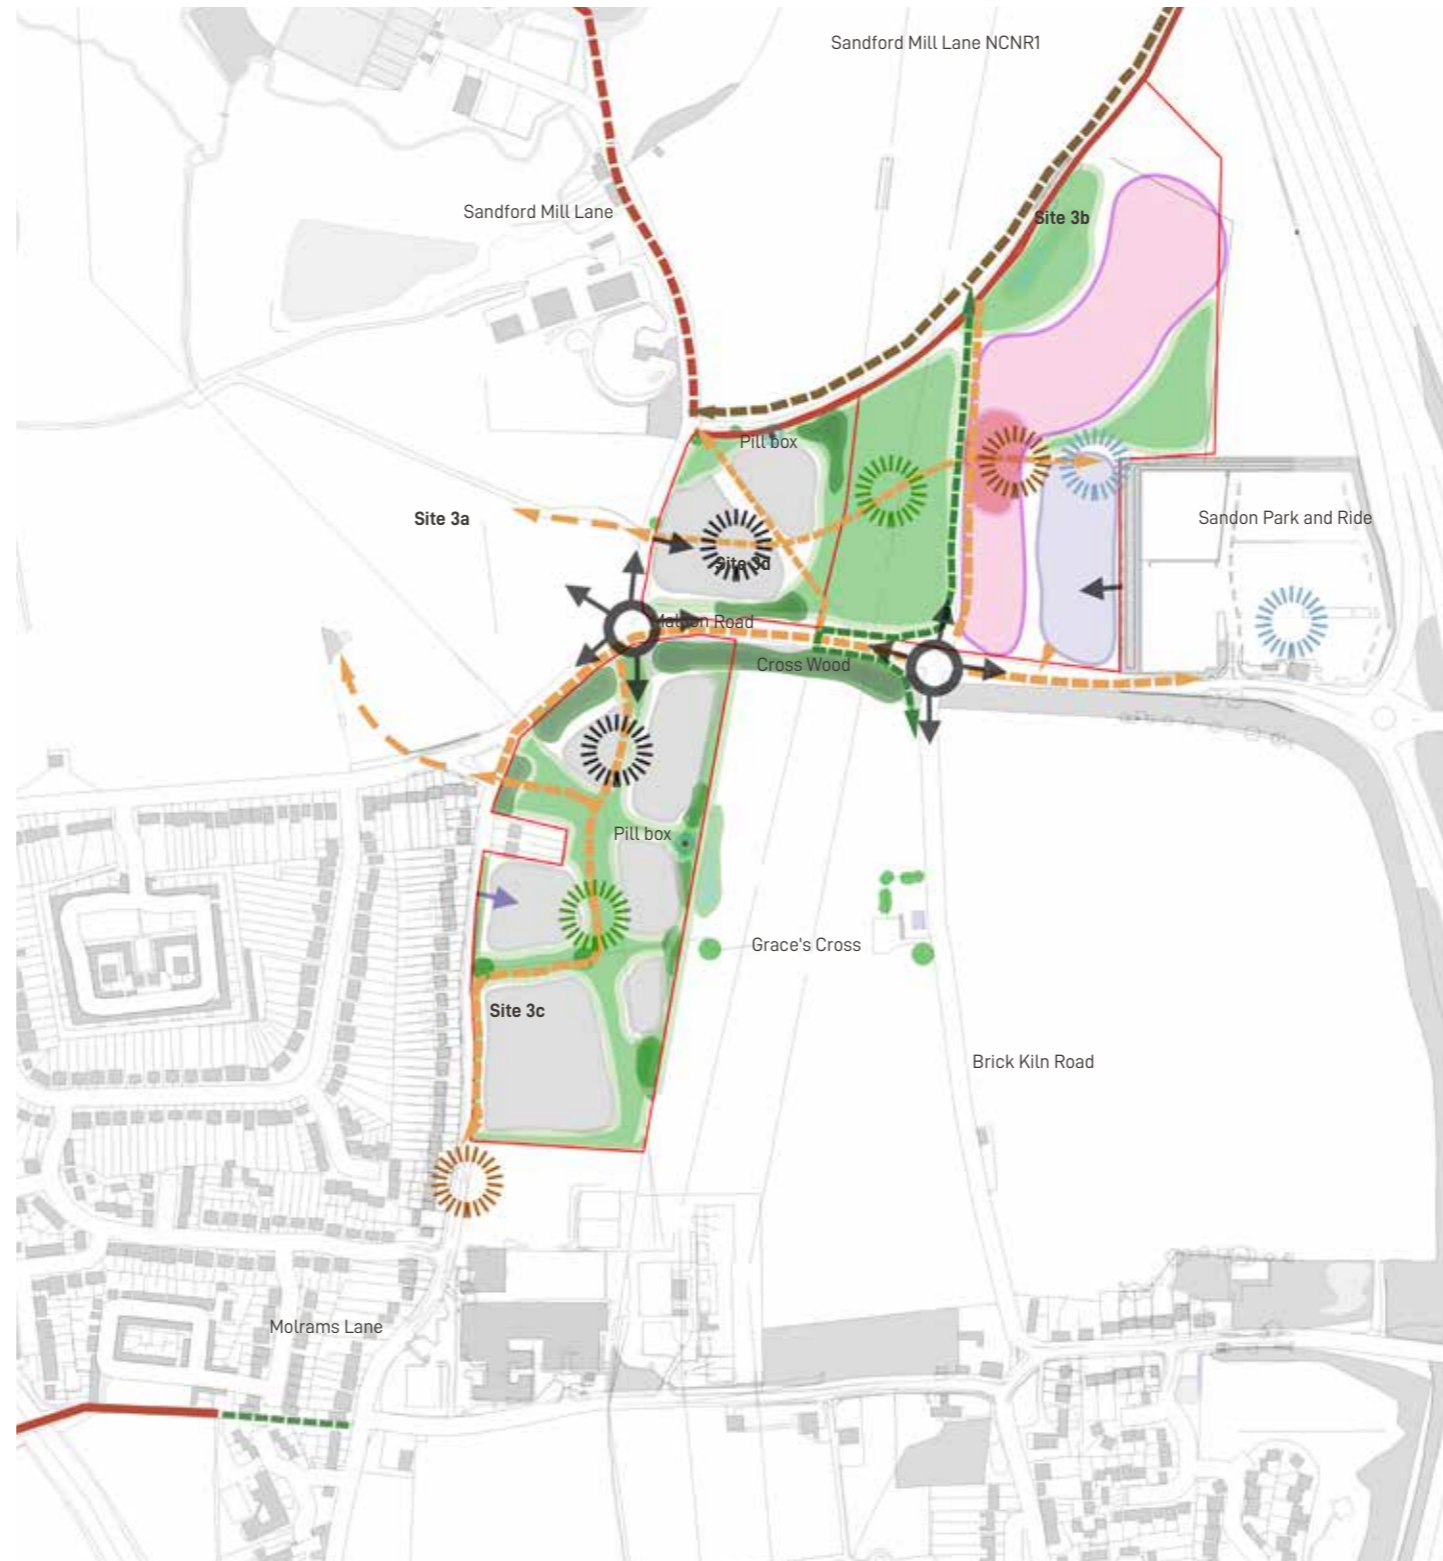 Sandford Mill Lane NCNR1
Sandford Mill Lane
Site 3b
Pill box
Site 3a
Sandon Park and Ride
Site 3d
Maldon Road
Cross Wood
Pill box
Grace's Cross
Site 3c
Brick Kiln Road
Molrams Lane